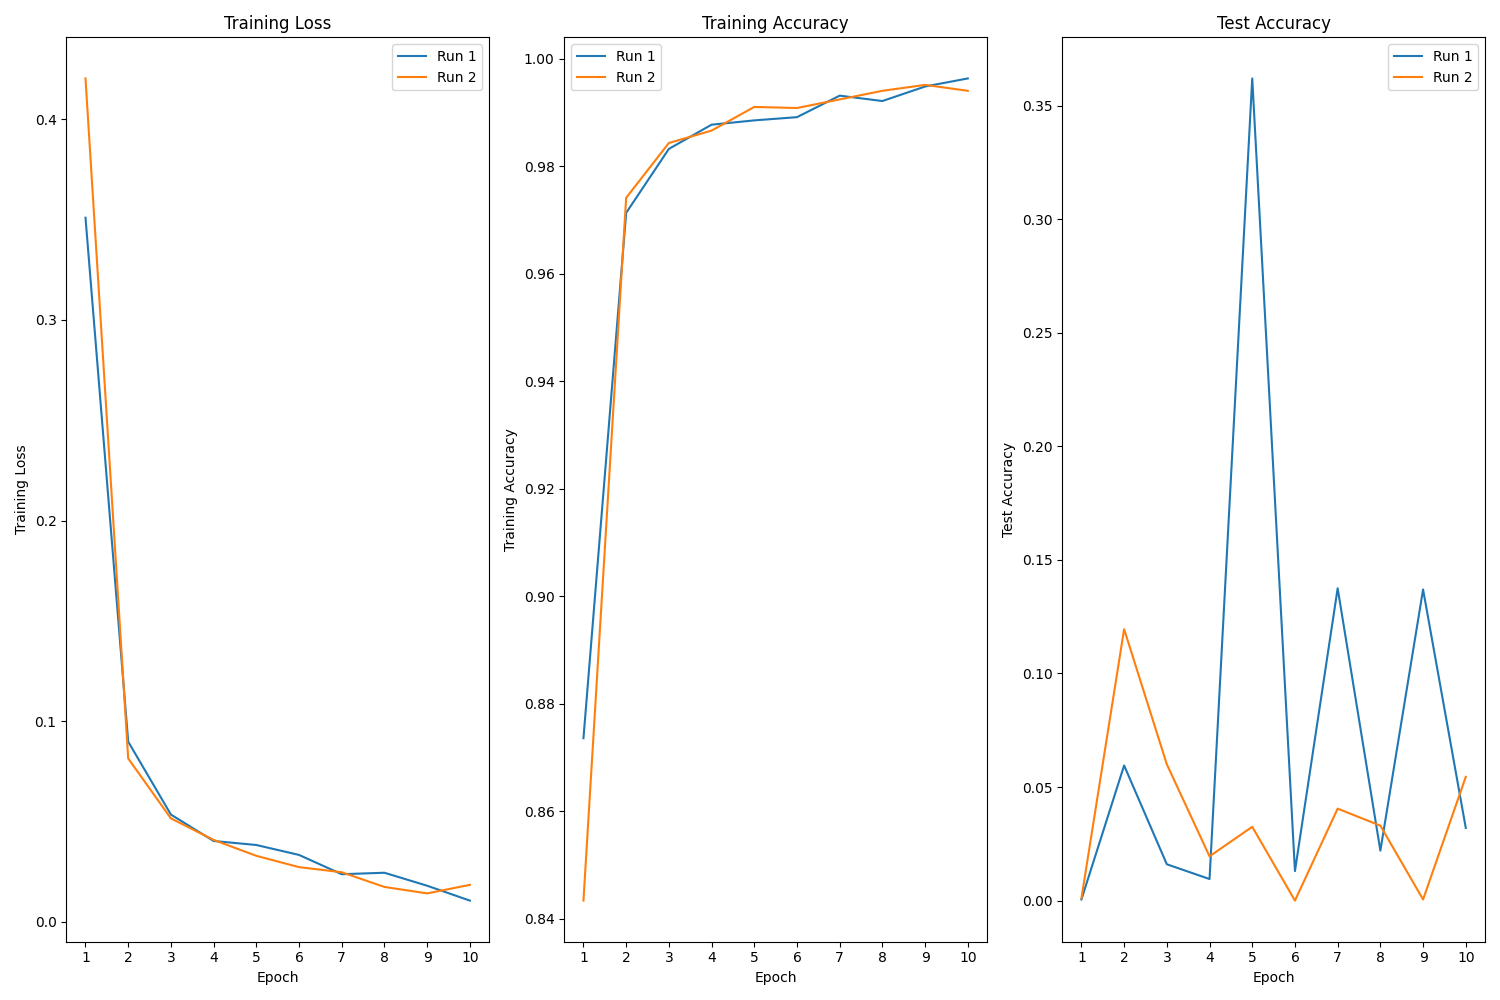 Training Loss
Run 1
Run 2
Training Loss
0.4
0.3
0.2
0.1
0.0
1 2 3 4 5 6 7 8 9 10
Epoch
Training Accuracy
Run 1
Run 2
Training Accuracy
1.00
0.98
0.96
0.94
0.92
0.90
0.88
0.86
0.84
1 2 3 4 5 6 7 8 9 10
Epoch
Test Accuracy
Run 1
Run 2
Test Accuracy
0.35
0.30
0.25
0.20
0.15
0.10
0.05
0.00
1 2 3 4 5 6 7 8 9 10
Epoch